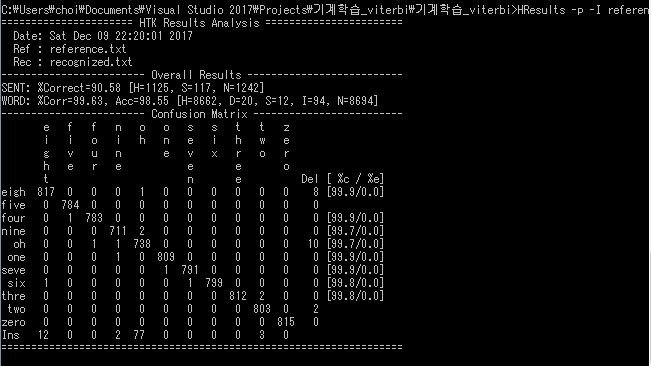 C:₩Users₩choi₩Documents₩Visual Studio 2017₩Projects₩기계학습_viterbi₩기계학습_viterbi>HResults -p -I referen
====================== HTK Results Analysis =======================
Date: Sat Dec 09 22:20:01 2017
Ref : reference.txt
Rec : recognized.txt
------------------------ Overall Results --------------------------
SENT: %Correct=90.58 [H=1125, S=117, N=1242]
WORD: %Corr=99.63, Acc=98.55 [H=8662, D=20, S=12, I=94, N=8694]
------------------------ Confusion Matrix -------------------------
e f f n o o s s t t z
i i o i h n e i h w e
g v u n e v x r o r
h e r e e e o
t n e Del [ %c / %e]
eigh 817 0 0 0 1 0 0 0 0 0 0 8 [99.9/0.0]
five 0 784 0 0 0 0 0 0 0 0 0 0
four 0 1 783 0 0 0 0 0 0 0 0 0 [99.9/0.0]
nine 0 0 0 711 2 0 0 0 0 0 0 0 [99.7/0.0]
oh 0 0 1 1 738 0 0 0 0 0 0 10 [99.7/0.0]
one 0 0 0 1 0 809 0 0 0 0 0 0 [99.9/0.0]
seve 0 0 0 0 0 1 791 0 0 0 0 0 [99.9/0.0]
six 1 0 0 0 0 0 1 799 0 0 0 0 [99.8/0.0]
thre 0 0 0 0 0 0 0 0 812 2 0 0 [99.8/0.0]
two 0 0 0 0 0 0 0 0 0 803 0 2
zero 0 0 0 0 0 0 0 0 0 0 815 0
Ins 12 0 0 2 77 0 0 0 0 3 0
===================================================================